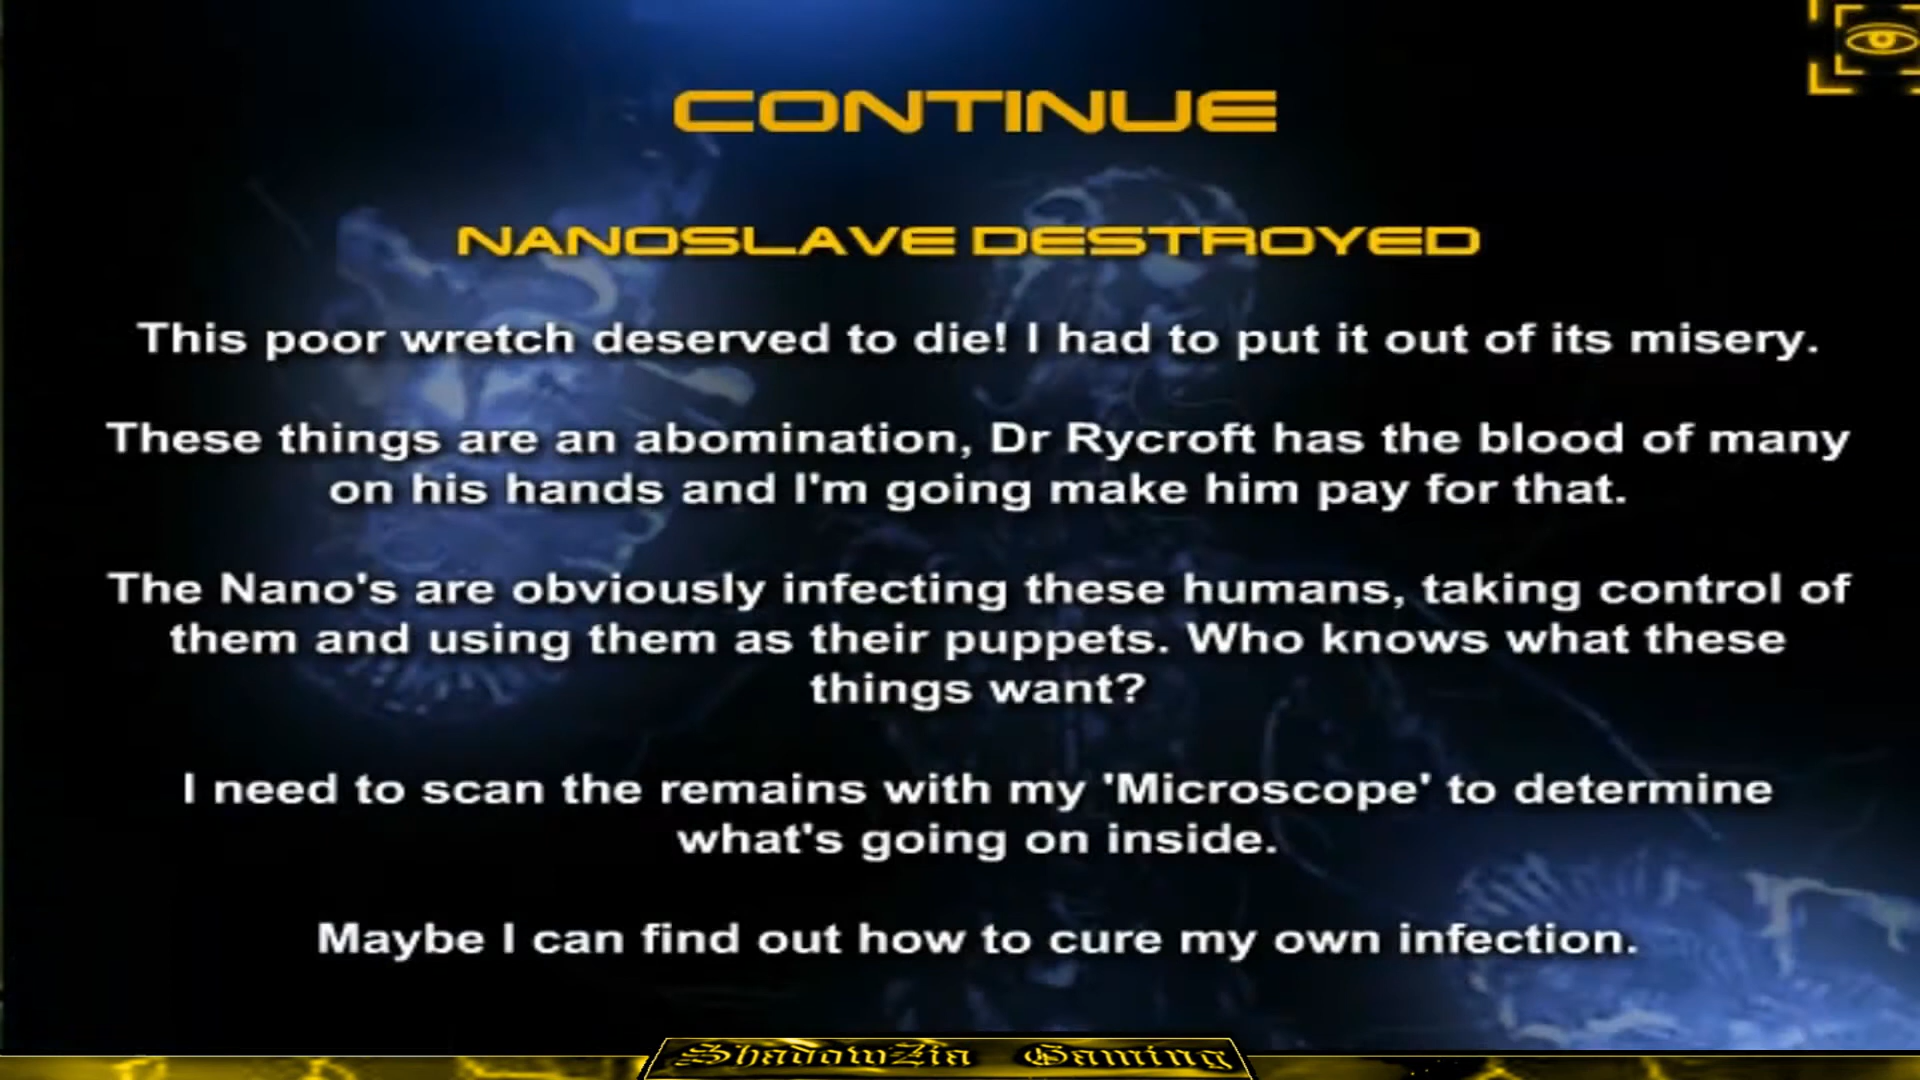 CONTINUE
NANOSLAVE DESTROYED
This poor wretch deserved to die! I had to put it out of its misery.
These things are an abomination, Dr Rycroft has the blood of many
on his hands and I'm going make him pay for that.
The Nano's are obviously infecting these humans, taking control of
them and using them as their puppets. Who knows what these
things want?
I need to scan the remains with my 'Microscope' to determine
what's going on inside.
Maybe I can find out how to cure my own infection.
ShadowZia Gaming